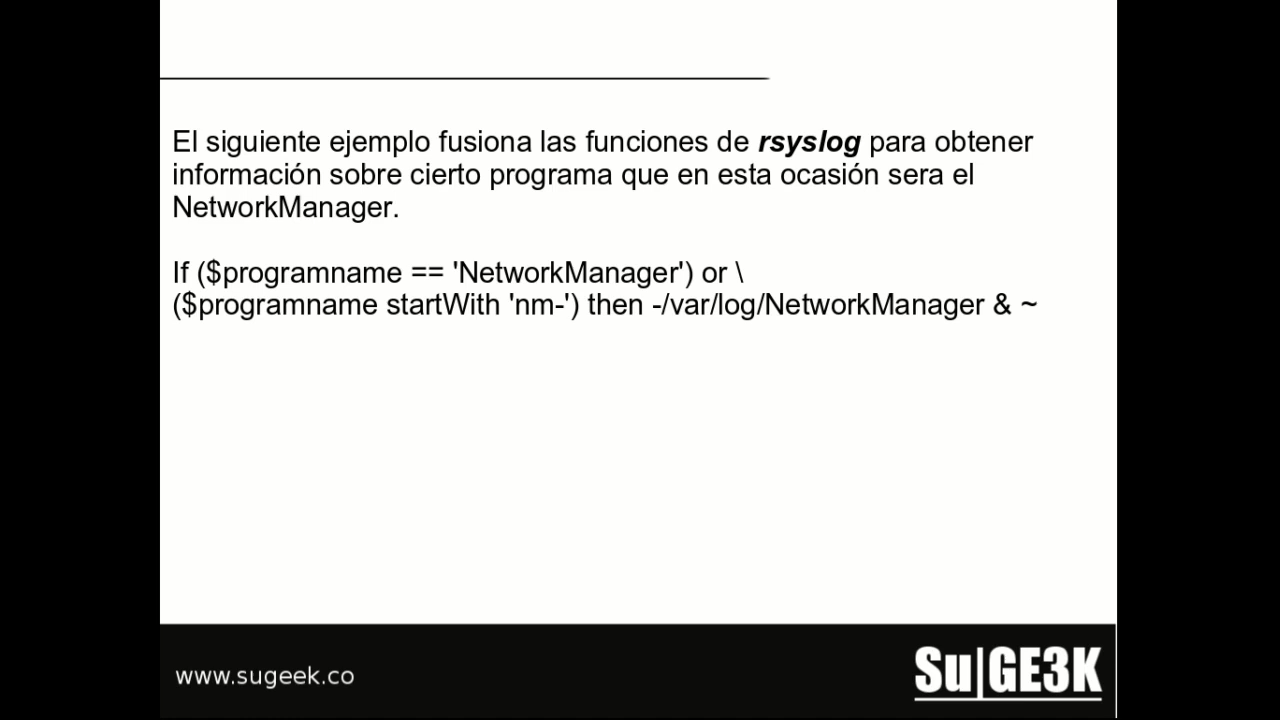 El siguiente ejemplo fusiona las funciones de rsyslog para obtener
información sobre cierto programa que en esta ocasión sera el
NetworkManager.
If ($programname == 'NetworkManager') or \
($programname startWith 'nm-') then -/var/log/NetworkManager & ~
www.sugeek.co
Su|GE3K